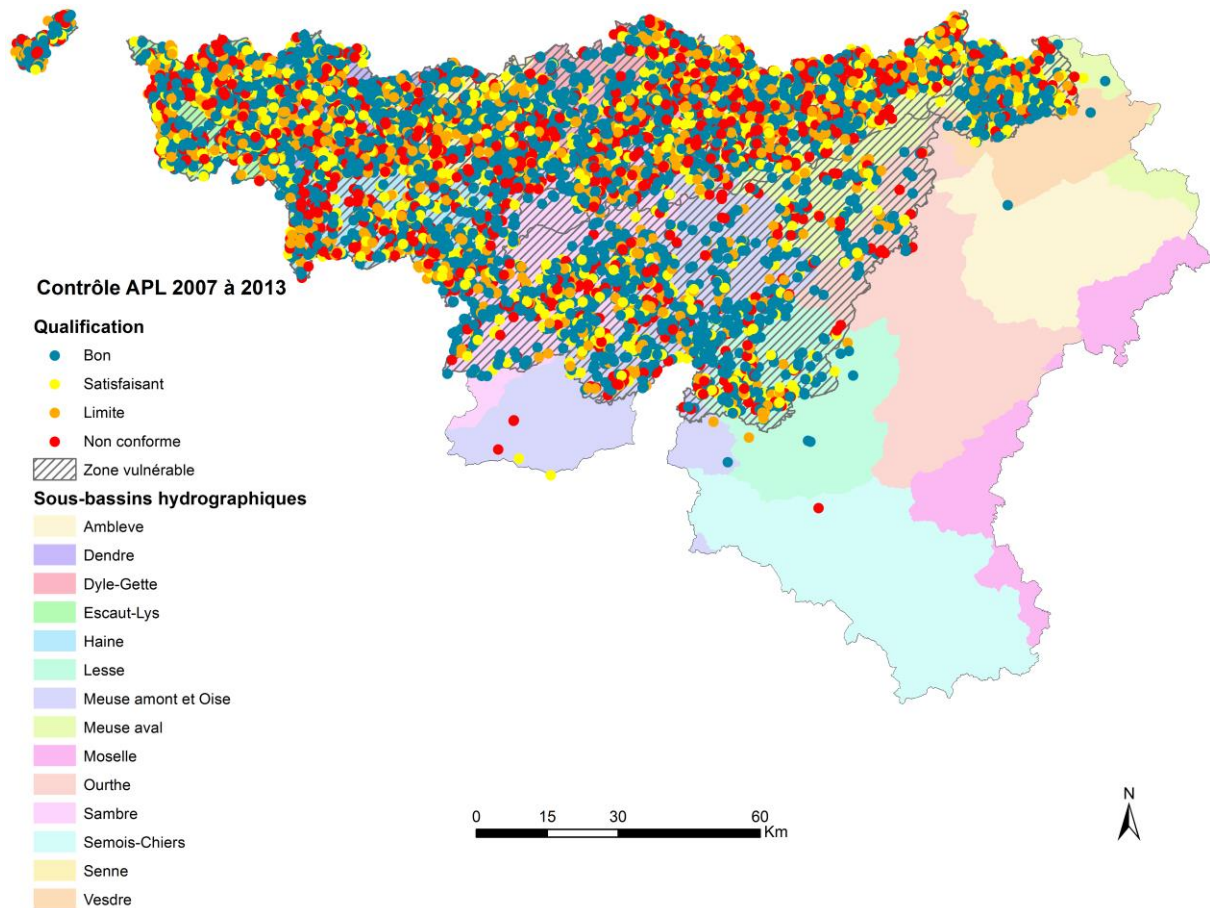 Contrôle APL 2007 à 2013
Qualification
Bon
Satisfaisant
Limite
Non conforme
Zone vulnérable
Sous-bassins hydrographiques
Ambleve
Dendre
Dyle-Gette
Escaut-Lys
Haine
Lesse
Meuse amont et Oise
Meuse aval
Moselle
Ourthe
Sambre
Semois-Chiers
Senne
Vesdre
0 15 30 60
Km
N